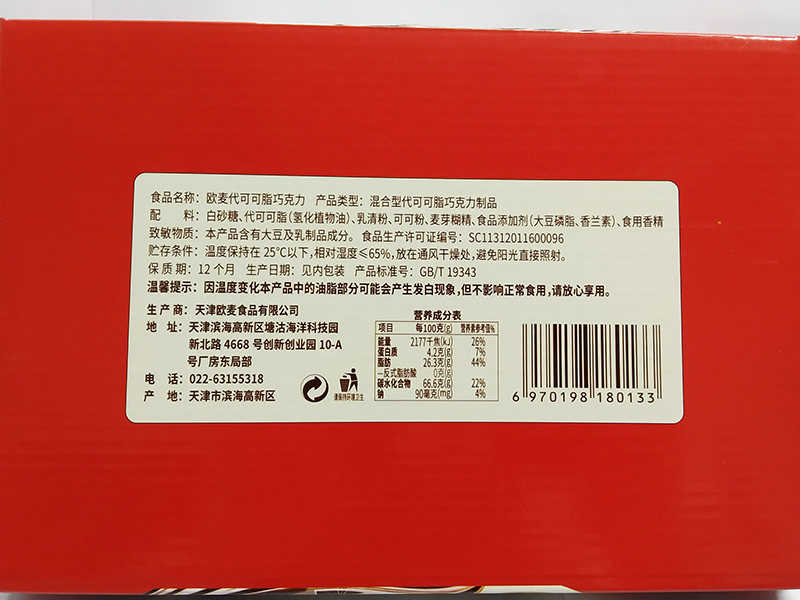 食品名称：欧麦代可可脂巧克力 产品类型：混合型代可可脂巧克力制品
配 料：白砂糖、代可可脂（氢化植物油）、乳清粉、可可粉、麦芽糊精、食品添加剂（大豆磷脂、香兰素）、食用香精
致敏物质：本产品含有大豆及乳制品成分。食品生产许可证编号：SC11312011600096
贮存条件：温度保持在 25℃以下，相对湿度≤65%，放在通风干燥处，避免阳光直接照射。
保 质 期：12 个月 生产日期：见内包装 产品标准号：GB/T 19343
温馨提示：因温度变化本产品中的油脂部分可能会产生发白现象，但不影响正常食用，请放心享用。
生 产 商：天津欧麦食品有限公司
地 址：天津滨海高新区塘沽海洋科技园
新北路 4668 号创新创业园 10-A
号厂房东局部
电 话：022-63155318
产 地：天津市滨海高新区
请保持环境卫生
营养成分表
项目 每100克(g) 营养素参考值%
能量 2177千焦(kJ) 26%
蛋白质 4.2克(g) 7%
脂肪 26.3克(g) 44%
—反式脂肪酸 0克(g)
碳水化合物 66.6克(g) 22%
钠 90毫克(mg) 4%
6 970198 180133